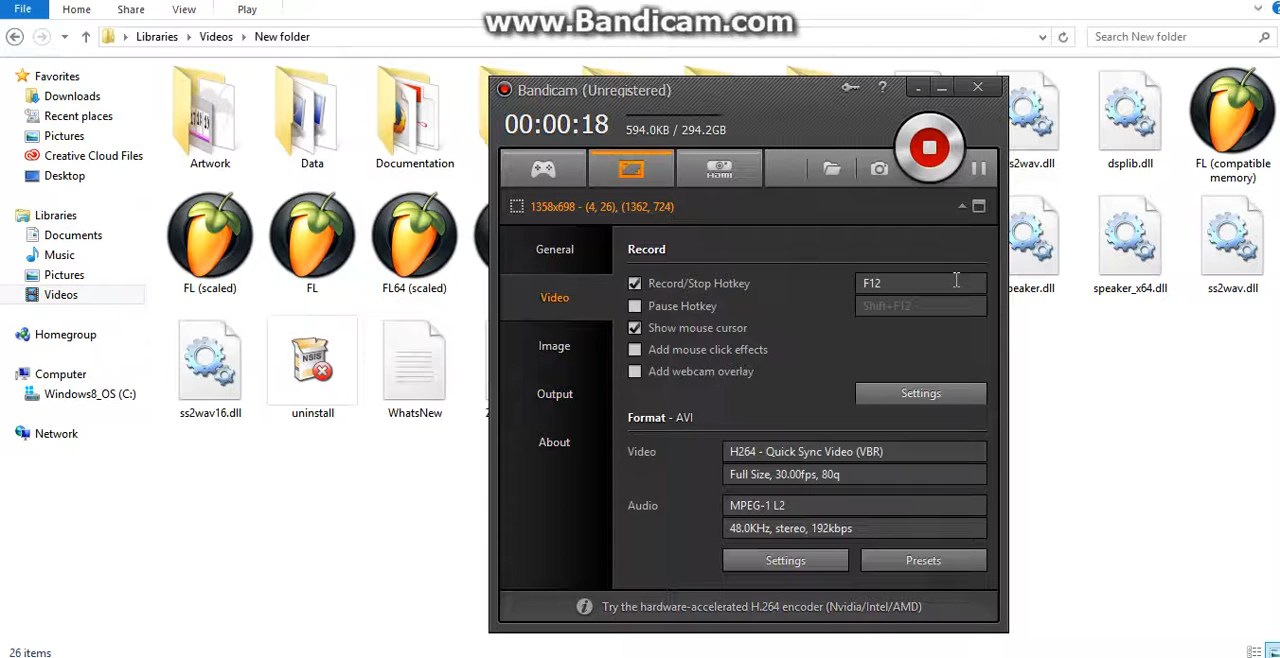 File Home Share View Play
www.Bandicam.com
Libraries Videos New folder
Search New folder
Favorites
Downloads
Recent places
Pictures
Creative Cloud Files
Desktop
Libraries
Documents
Music
Pictures
Videos
Homegroup
Computer
Windows8_OS (C:)
Network
Artwork
Data
Documentation
ss2wav.dll
dsplib.dll
FL (compatible memory)
FL (scaled)
FL
FL64 (scaled)
peaker.dll
speaker_x64.dll
ss2wav.dll
ss2wav16.dll
uninstall
WhatsNew
NSIS
Bandicam (Unregistered)
?
00:00:18
594.0KB / 294.2GB
HDMI
1358x698 - (4, 26), (1362, 724)
General
Video
Image
Output
About
Record
Record/Stop Hotkey F12
Pause Hotkey Shift+F12
Show mouse cursor
Add mouse click effects
Add webcam overlay
Settings
Format - AVI
Video H264 - Quick Sync Video (VBR)
Full Size, 30.00fps, 80q
Audio MPEG-1 L2
48.0KHz, stereo, 192kbps
Settings Presets
Try the hardware-accelerated H.264 encoder (Nvidia/Intel/AMD)
26 items